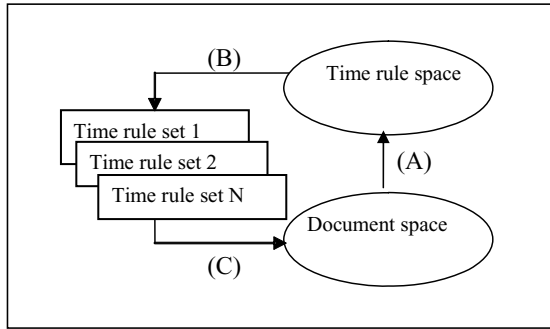 (B)
Time rule space
Time rule set 1
Time rule set 2
(A)
Time rule set N
Document space
(C)